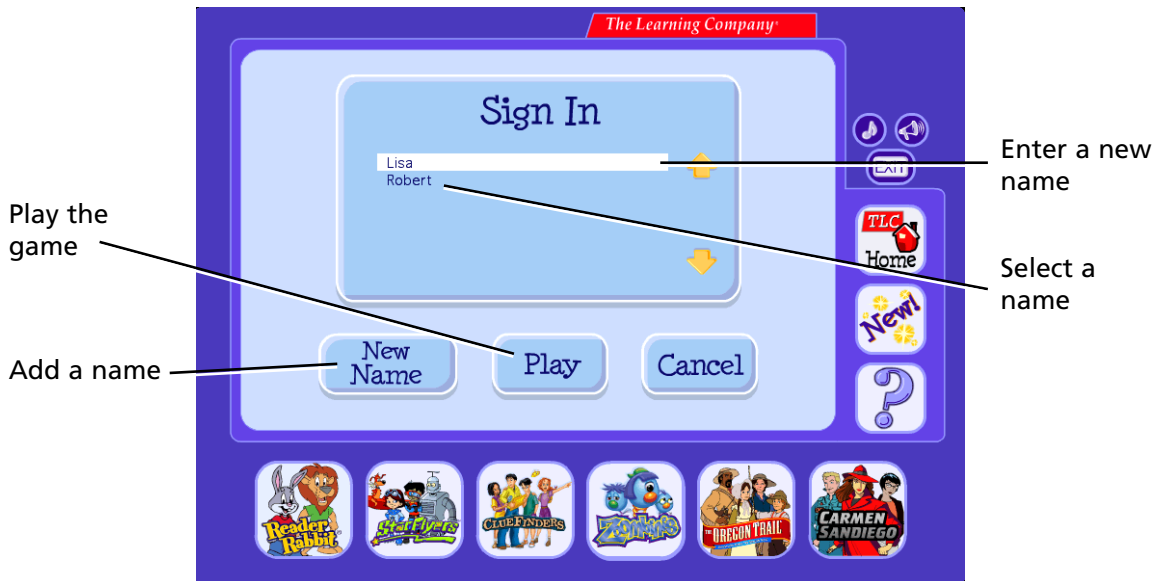 The Learning Company
Sign In
Lisa
Robert
Enter a new
name
EXIT
Play the
game
TLC
Home
Select a
name
New!
Add a name
New
Name
Play
Cancel
?
Reader
Rabbit
StarFlyers
CLUEFINDERS
ZOOMBINIS
THE OREGON TRAIL
CARMEN
SANDIEGO